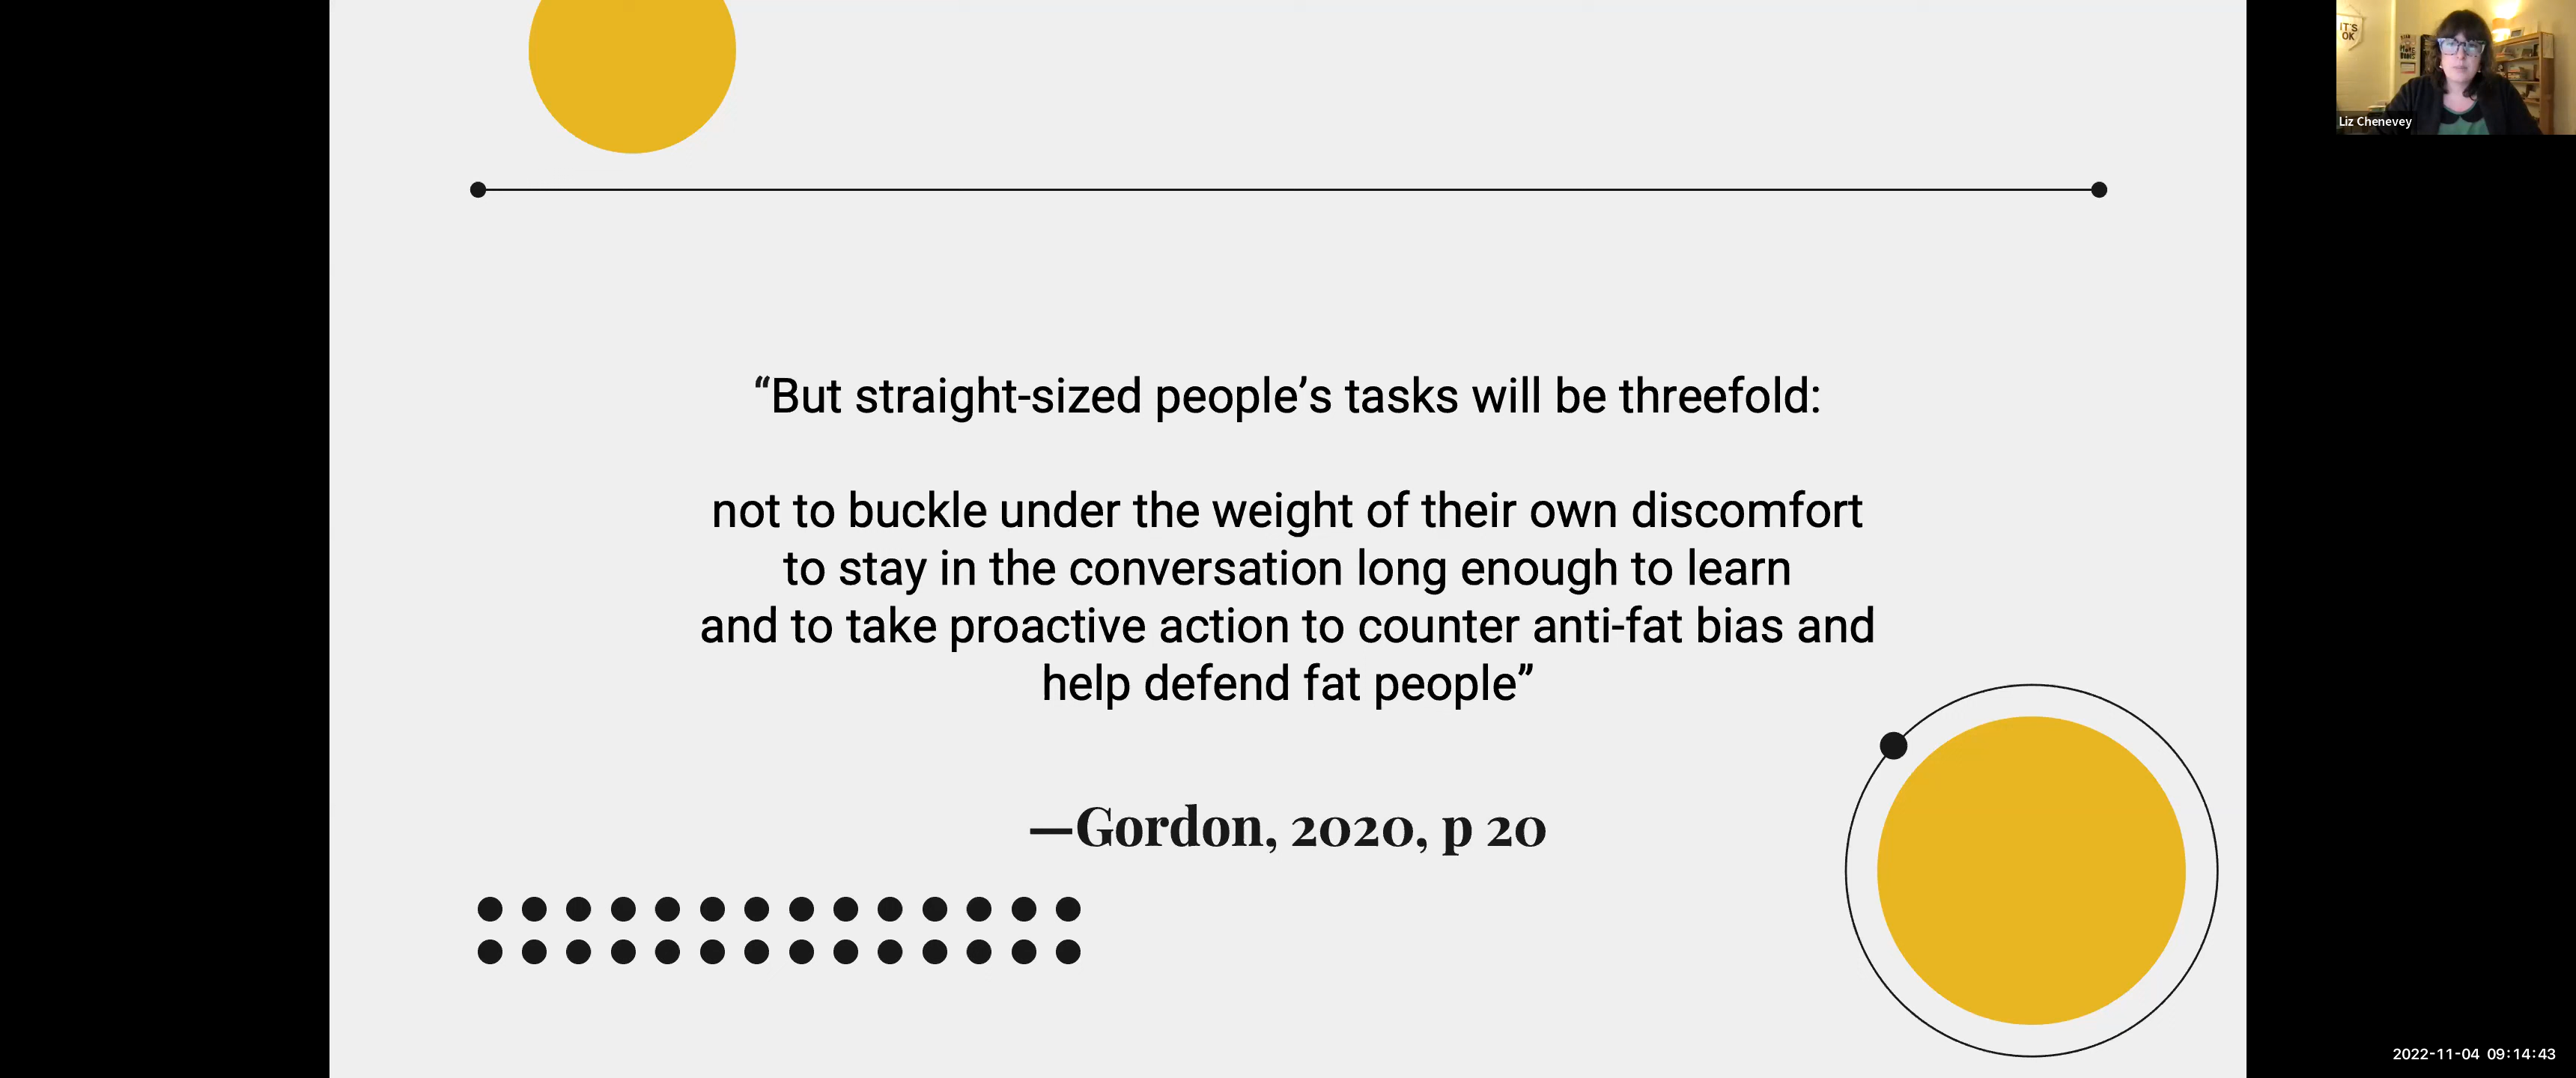 IT'S
OK
Liz Chenevey
“But straight-sized people’s tasks will be threefold:
not to buckle under the weight of their own discomfort
to stay in the conversation long enough to learn
and to take proactive action to counter anti-fat bias and
help defend fat people”
—Gordon, 2020, p 20
2022-11-04 09:14:43